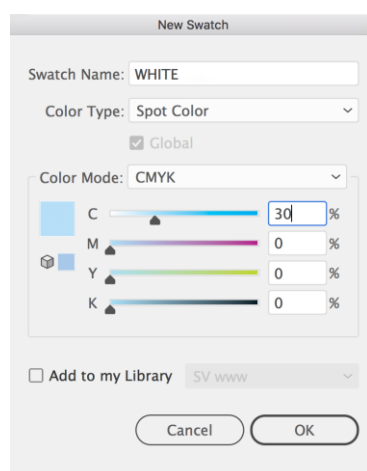 New Swatch
Swatch Name: WHITE
Color Type: Spot Color
Global
Color Mode: CMYK
C 30 %
M 0 %
Y 0 %
K 0 %
Add to my Library SV www
Cancel OK